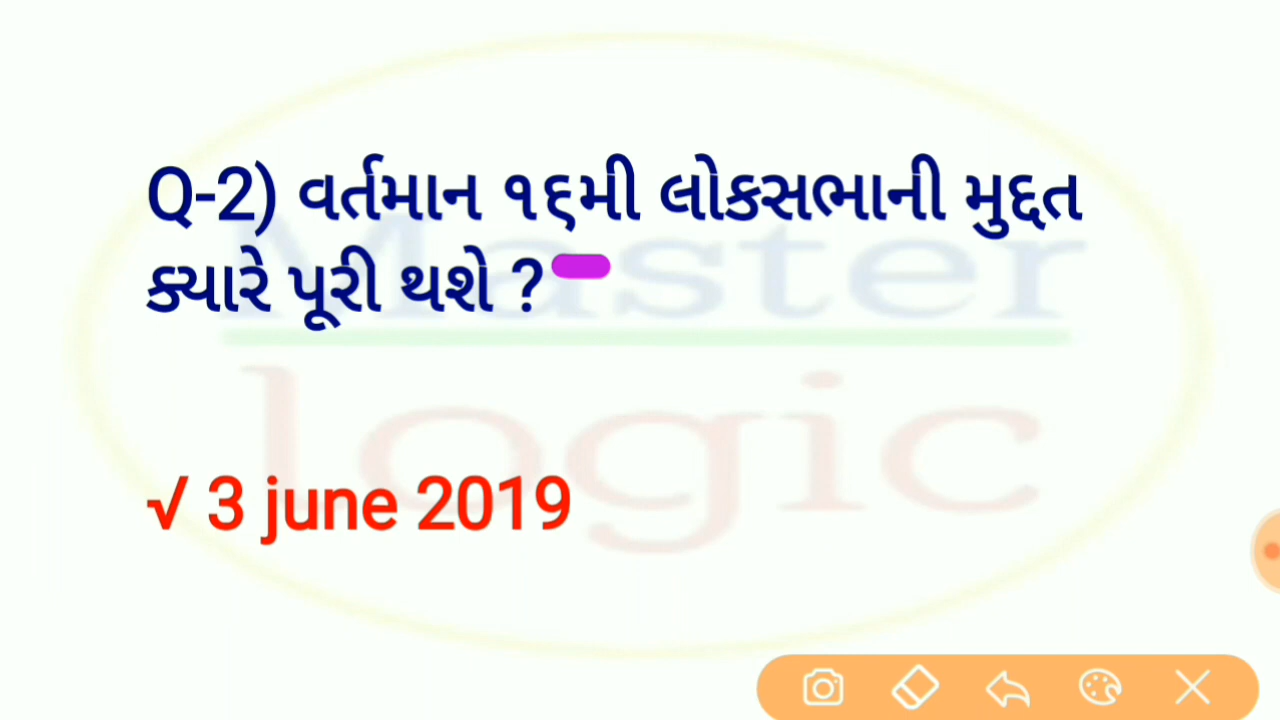 Q-2) વર્તમાન ૧૬મી લોકસભાની મુદ્દત
ક્યારે પૂરી થશે ?
Master
logic
√ 3 june 2019